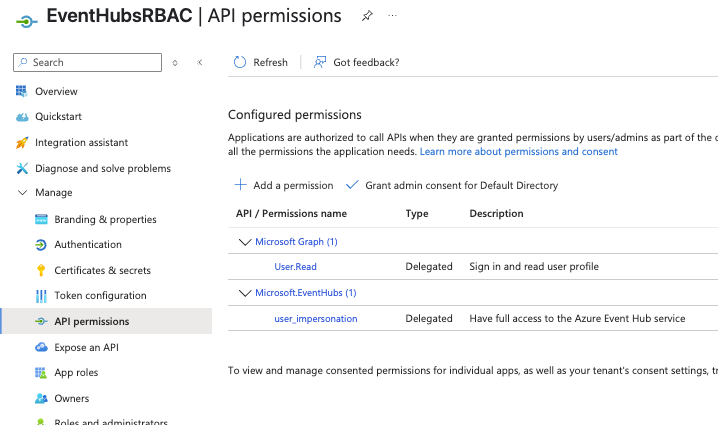 EventHubsRBAC | API permissions
Search
Refresh
Got feedback?
Overview
Quickstart
Integration assistant
Diagnose and solve problems
Manage
Branding & properties
Authentication
Certificates & secrets
Token configuration
API permissions
Expose an API
App roles
Owners
Roles and administrators
Configured permissions
Applications are authorized to call APIs when they are granted permissions by users/admins as part of the
all the permissions the application needs. Learn more about permissions and consent
Add a permission
Grant admin consent for Default Directory
API / Permissions name Type Description
Microsoft Graph (1)
User.Read Delegated Sign in and read user profile
Microsoft.EventHubs (1)
user_impersonation Delegated Have full access to the Azure Event Hub service
To view and manage consented permissions for individual apps, as well as your tenant's consent settings,